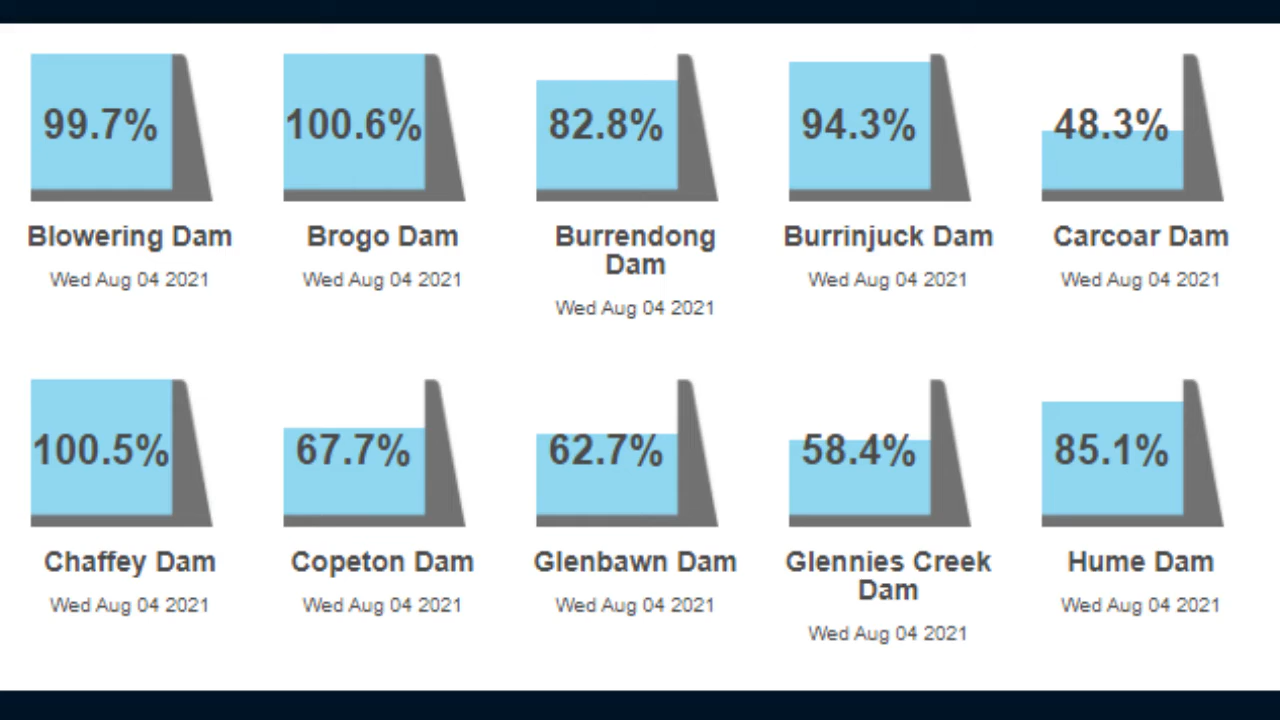 99.7%
100.6%
82.8%
94.3%
48.3%
Blowering Dam
Brogo Dam
Burrendong
Dam
Burrinjuck Dam
Carcoar Dam
Wed Aug 04 2021
Wed Aug 04 2021
Wed Aug 04 2021
Wed Aug 04 2021
Wed Aug 04 2021
100.5%
67.7%
62.7%
58.4%
85.1%
Chaffey Dam
Copeton Dam
Glenbawn Dam
Glennies Creek
Dam
Hume Dam
Wed Aug 04 2021
Wed Aug 04 2021
Wed Aug 04 2021
Wed Aug 04 2021
Wed Aug 04 2021